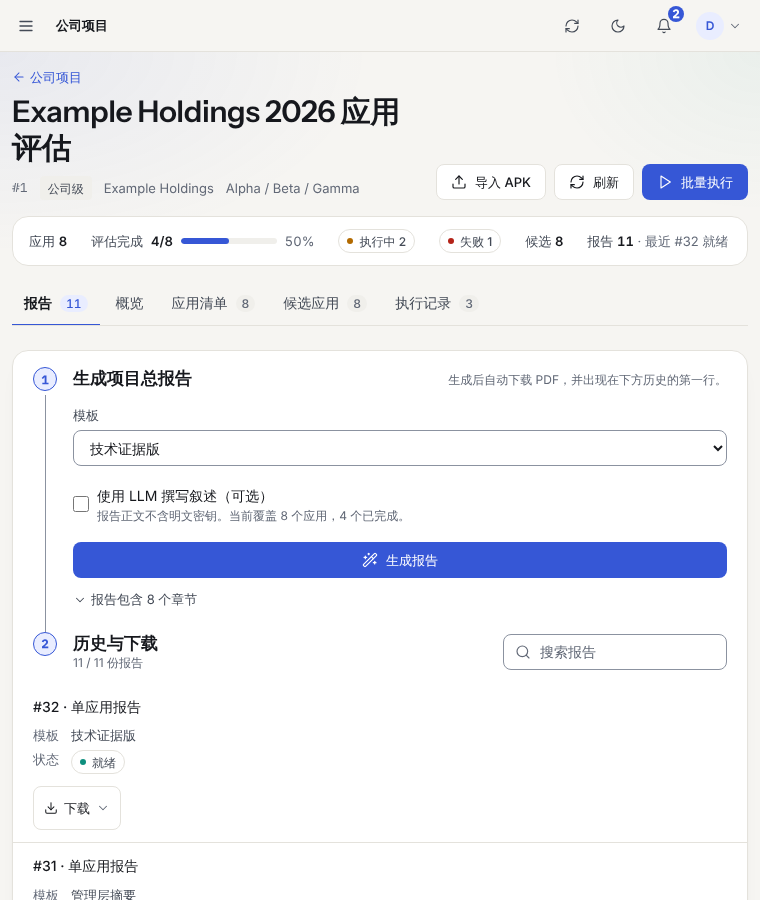 公司项目
2
D
公司项目
Example Holdings 2026 应用
评估
#1 公司级 Example Holdings Alpha / Beta / Gamma
导入 APK
刷新
批量执行
应用 8 评估完成 4/8 50% 执行中 2 失败 1 候选 8 报告 11 · 最近 #32 就绪
报告 11 概览 应用清单 8 候选应用 8 执行记录 3
1 生成项目总报告 生成后自动下载 PDF，并出现在下方历史的第一行。
模板
技术证据版
使用 LLM 撰写叙述（可选）
报告正文不含明文密钥。当前覆盖 8 个应用，4 个已完成。
生成报告
报告包含 8 个章节
2 历史与下载
11 / 11 份报告
搜索报告
#32 · 单应用报告
模板 技术证据版
状态 就绪
下载
#31 · 单应用报告
模板 管理层摘要